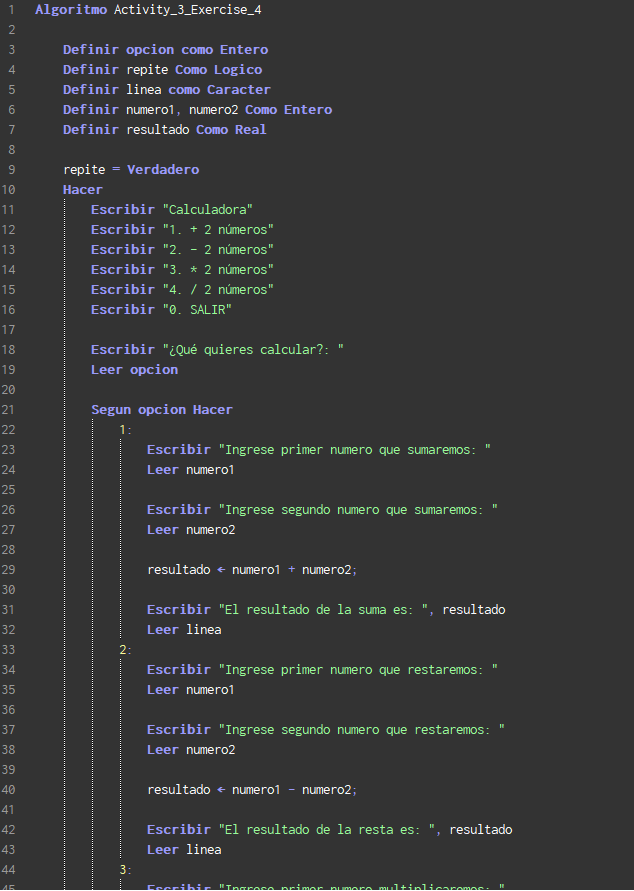 1 Algoritmo Activity_3_Exercise_4
2
3 Definir opcion como Entero
4 Definir repite Como Logico
5 Definir linea como Caracter
6 Definir numero1, numero2 Como Entero
7 Definir resultado Como Real
8
9 repite = Verdadero
10 Hacer
11 Escribir "Calculadora"
12 Escribir "1. + 2 números"
13 Escribir "2. - 2 números"
14 Escribir "3. * 2 números"
15 Escribir "4. / 2 números"
16 Escribir "0. SALIR"
17
18 Escribir "¿Qué quieres calcular?: "
19 Leer opcion
20
21 Segun opcion Hacer
22 1:
23 Escribir "Ingrese primer numero que sumaremos: "
24 Leer numero1
25
26 Escribir "Ingrese segundo numero que sumaremos: "
27 Leer numero2
28
29 resultado ← numero1 + numero2;
30
31 Escribir "El resultado de la suma es: ", resultado
32 Leer linea
33 2:
34 Escribir "Ingrese primer numero que restaremos: "
35 Leer numero1
36
37 Escribir "Ingrese segundo numero que restaremos: "
38 Leer numero2
39
40 resultado ← numero1 - numero2;
41
42 Escribir "El resultado de la resta es: ", resultado
43 Leer linea
44 3:
45 Escribir "Ingrese primer numero multiplicaremos: "